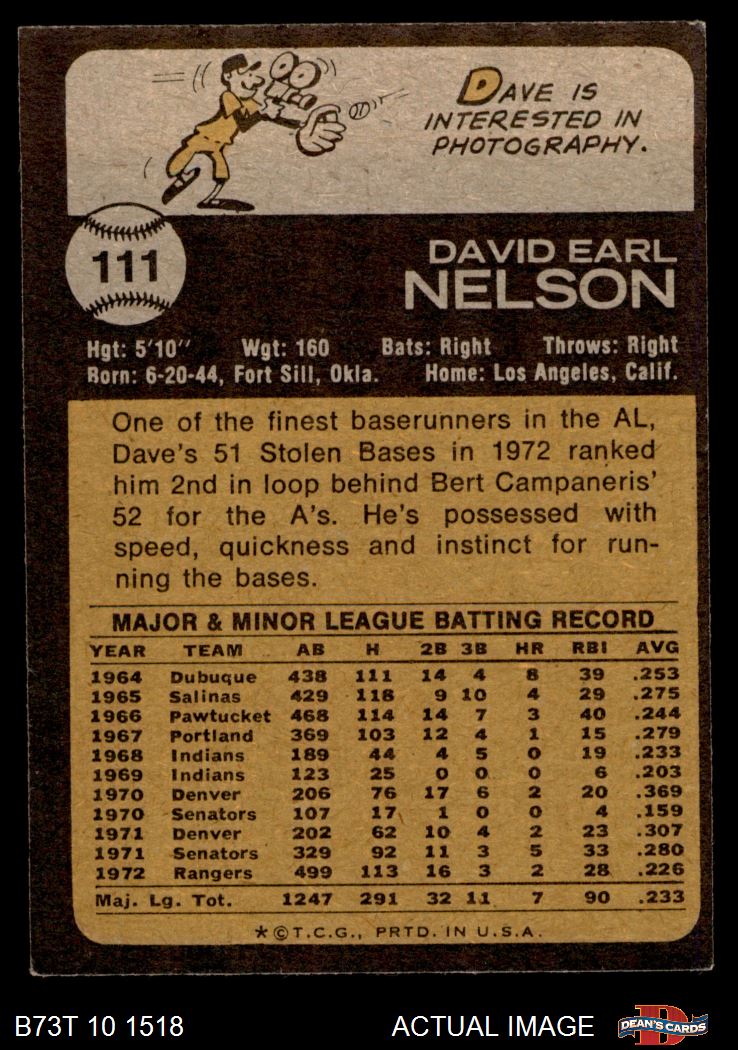 DAVE IS
INTERESTED IN
PHOTOGRAPHY.
111
DAVID EARL
NELSON
Hgt: 5'10" Wgt: 160 Bats: Right Throws: Right
Born: 6-20-44, Fort Sill, Okla. Home: Los Angeles, Calif.
One of the finest baserunners in the AL,
Dave's 51 Stolen Bases in 1972 ranked
him 2nd in loop behind Bert Campaneris'
52 for the A's. He's possessed with
speed, quickness and instinct for run-
ning the bases.
MAJOR & MINOR LEAGUE BATTING RECORD
YEAR TEAM AB H 2B 3B HR RBI AVG
1964 Dubuque 438 111 14 4 8 39 .253
1965 Salinas 429 118 9 10 4 29 .275
1966 Pawtucket 468 114 14 7 3 40 .244
1967 Portland 369 103 12 4 1 15 .279
1968 Indians 189 44 4 5 0 19 .233
1969 Indians 123 25 0 0 0 6 .203
1970 Denver 206 76 17 6 2 20 .369
1970 Senators 107 17 1 0 0 4 .159
1971 Denver 202 62 10 4 2 23 .307
1971 Senators 329 92 11 3 5 33 .280
1972 Rangers 499 113 16 3 2 28 .226
Maj. Lg. Tot. 1247 291 32 11 7 90 .233
*©T.C.G., PRTD. IN U.S.A.
B73T 10 1518 ACTUAL IMAGE DEAN'S CARDS